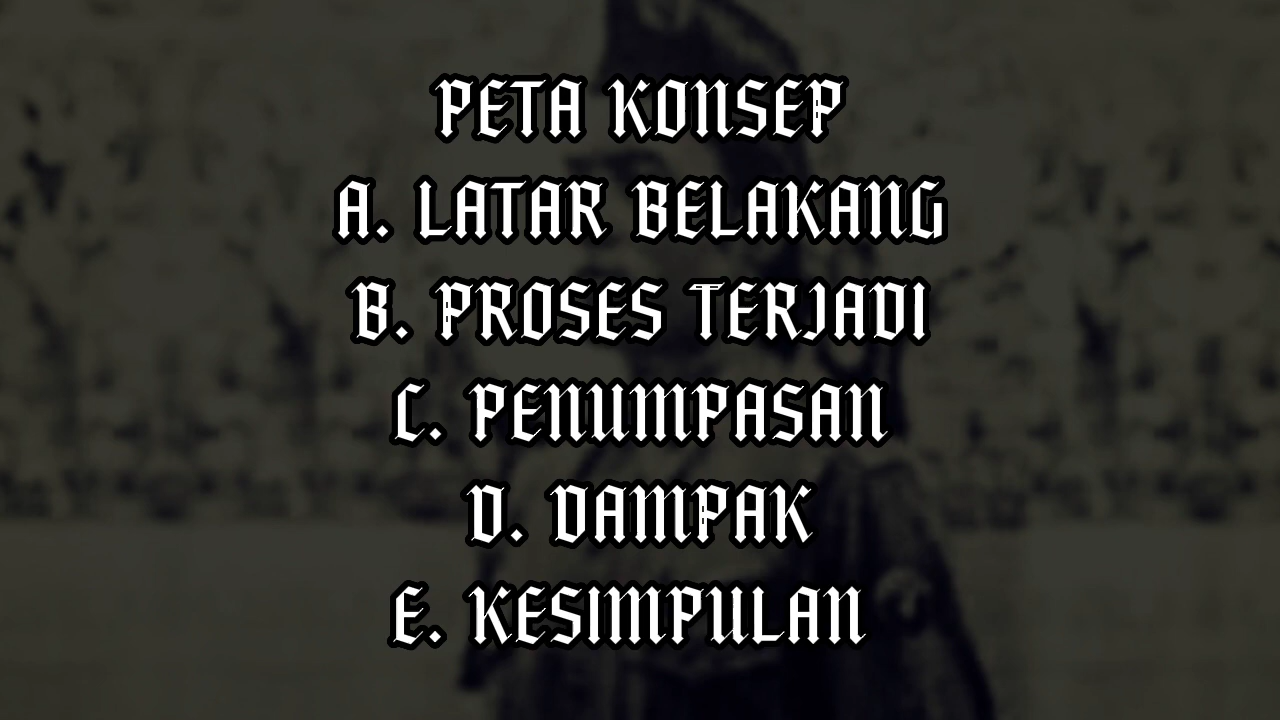 PETA KONSEP
A. LATAR BELAKANG
B. PROSES TERJADI
C. PENUMPASAN
D. DAMPAK
E. KESIMPULAN